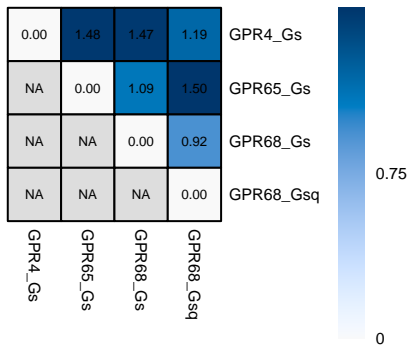 0.00 1.48 1.47 1.19 GPR4_Gs
NA 0.00 1.09 1.50 GPR65_Gs
NA NA 0.00 0.92 GPR68_Gs
NA NA NA 0.00 GPR68_Gsq
GPR4_Gs
GPR65_Gs
GPR68_Gs
GPR68_Gsq
0.75
0